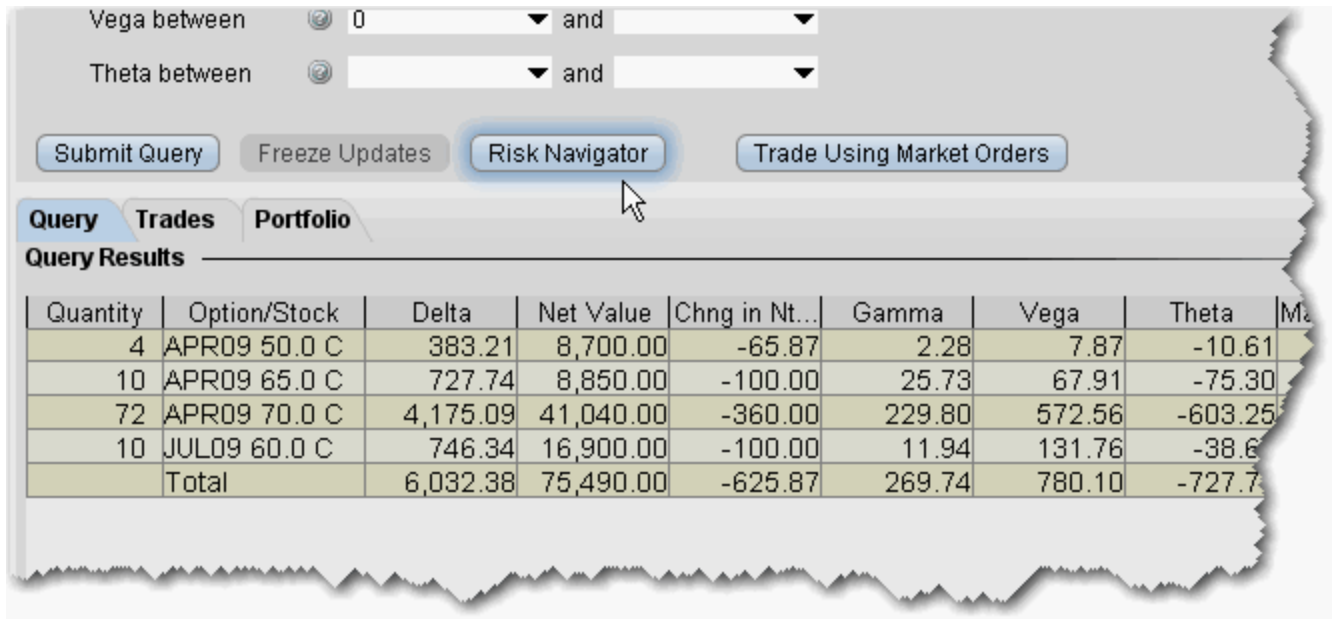 Vega between 0 and
Theta between and
Submit Query Freeze Updates Risk Navigator Trade Using Market Orders
Query Trades Portfolio
Query Results
Quantity Option/Stock Delta Net Value Chng in Nt... Gamma Vega Theta
4 APR09 50.0 C 383.21 8,700.00 -65.87 2.28 7.87 -10.61
10 APR09 65.0 C 727.74 8,850.00 -100.00 25.73 67.91 -75.30
72 APR09 70.0 C 4,175.09 41,040.00 -360.00 229.80 572.56 -603.25
10 JUL09 60.0 C 746.34 16,900.00 -100.00 11.94 131.76
Total 6,032.38 75,490.00 -625.87 269.74 780.10